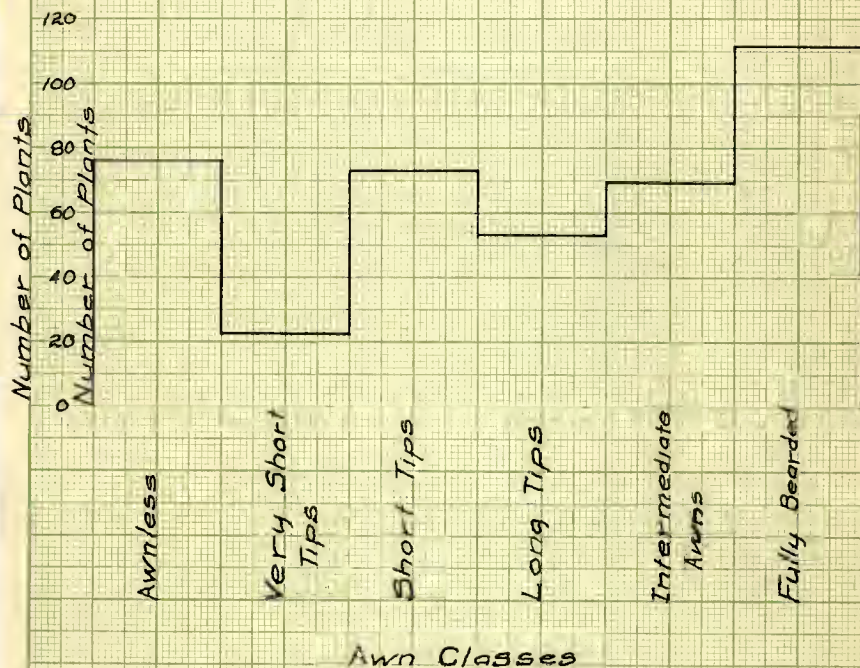 120
100
80
60
40
20
0
Number of Plants
Number of Plants
Awnless
Very Short
Tips
Short Tips
Long Tips
Intermediate
Awns
Fully Bearded
Awn Classes